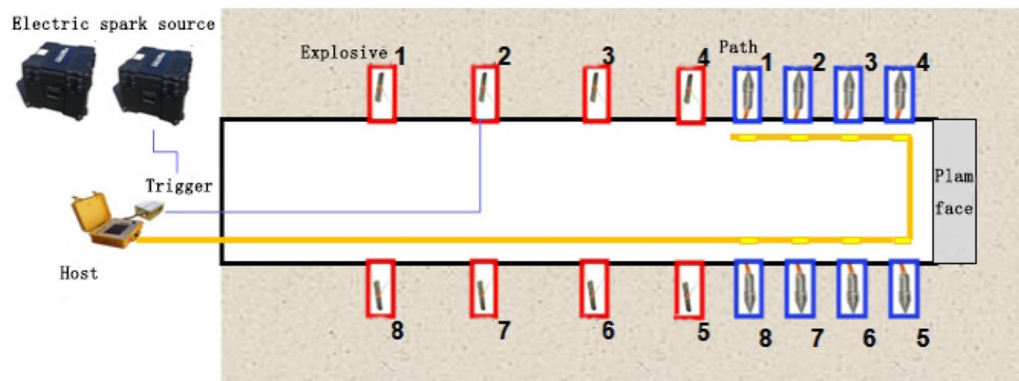 Electric spark source
Explosive 1 2 3 4
Path 1 2 3 4
Trigger
Plam
face
Host
8 7 6 5
8 7 6 5